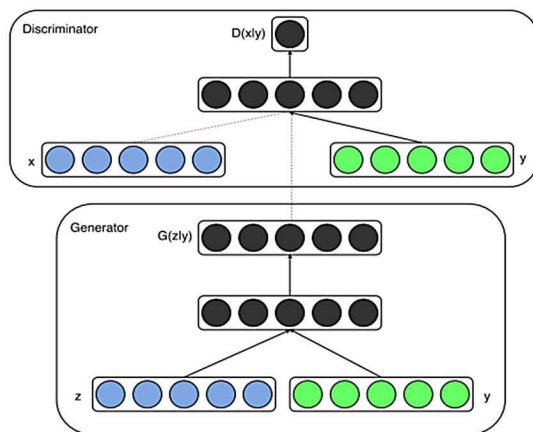 Discriminator
D(x|y)
x
y
Generator
G(z|y)
z
y